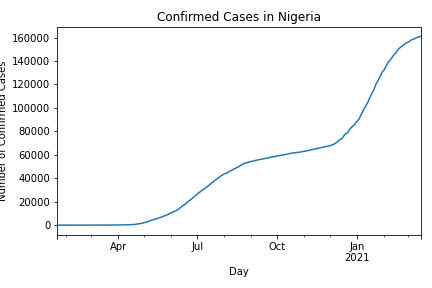 Confirmed Cases in Nigeria
Number of Confirmed Cases
160000
140000
120000
100000
80000
60000
40000
20000
0
Apr
Jul
Oct
Jan
2021
Day